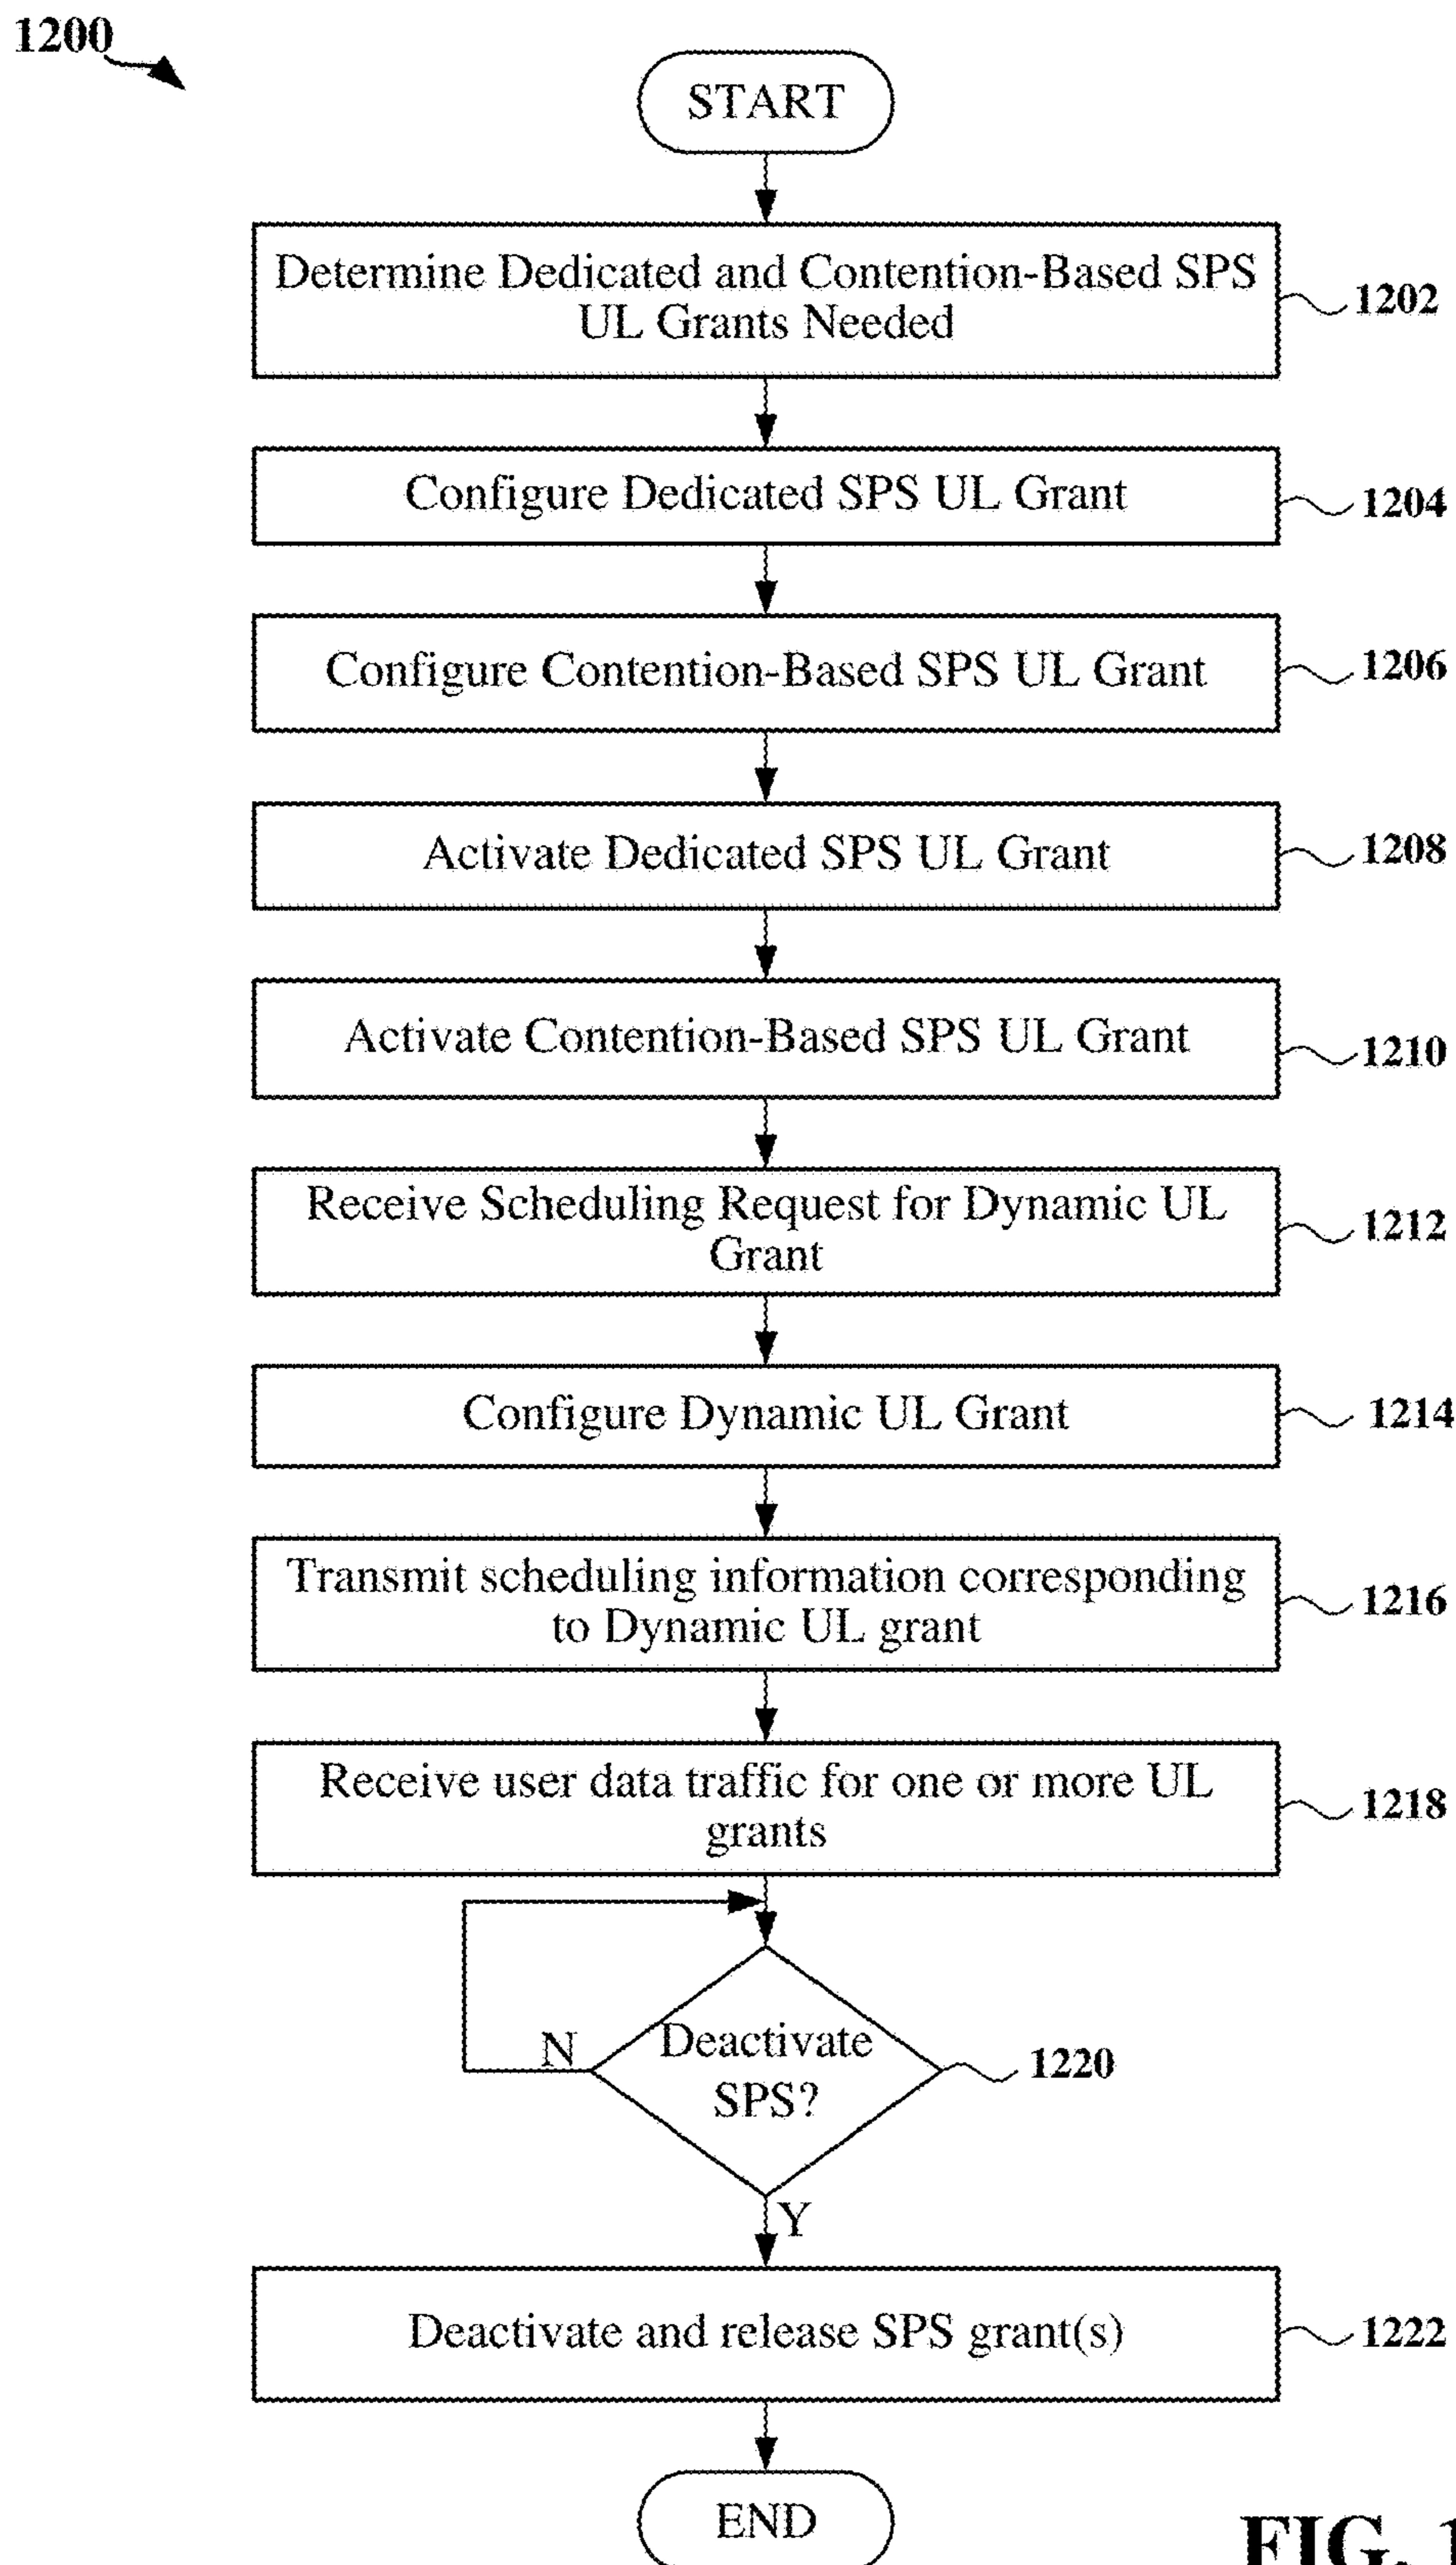 1200
START
Determine Dedicated and Contention-Based SPS
UL Grants Needed
1202
Configure Dedicated SPS UL Grant
1204
Configure Contention-Based SPS UL Grant
1206
Activate Dedicated SPS UL Grant
1208
Activate Contention-Based SPS UL Grant
1210
Receive Scheduling Request for Dynamic UL
Grant
1212
Configure Dynamic UL Grant
1214
Transmit scheduling information corresponding
to Dynamic UL grant
1216
Receive user data traffic for one or more UL
grants
1218
N
Deactivate
SPS?
1220
Y
Deactivate and release SPS grant(s)
1222
END
FIG.